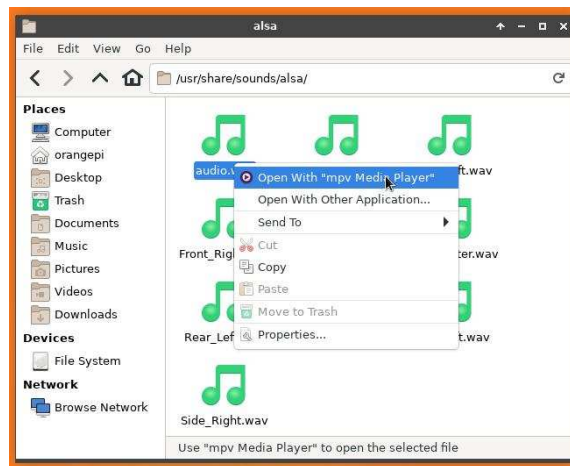 alsa
File Edit View Go Help
/usr/share/sounds/alsa/
Places
Computer
orangepi
Desktop
Trash
Documents
Music
Pictures
Videos
Downloads
Devices
File System
Network
Browse Network
audio.w
ft.wav
Open With "mpv Media Player"
Open With Other Application...
Send To
Cut
Copy
Paste
Move to Trash
Properties...
Front_Rig
ter.wav
Rear_Lef
t.wav
Side_Right.wav
Use "mpv Media Player" to open the selected file